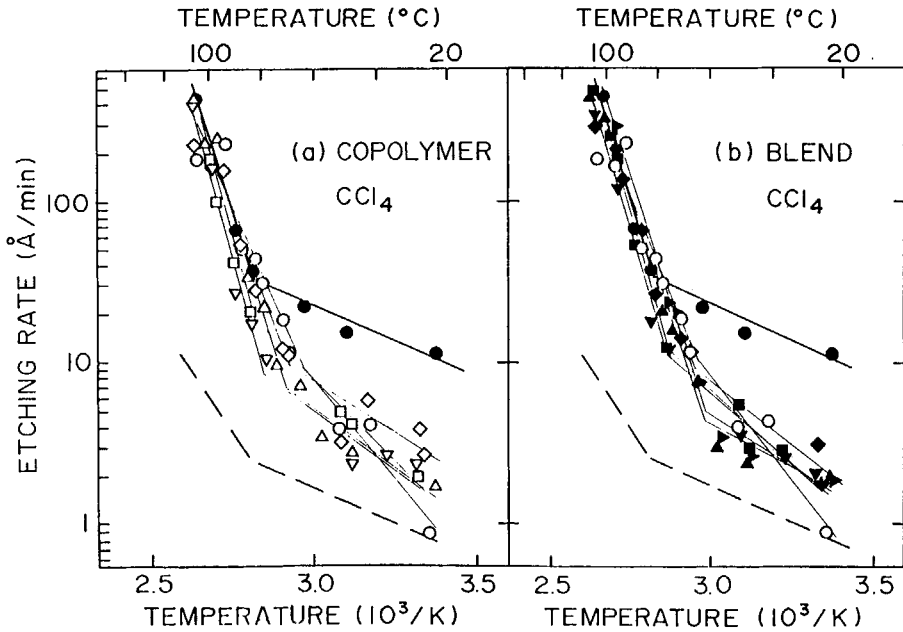 TEMPERATURE (°C)
TEMPERATURE (°C)
100
20
100
20
ETCHING RATE (Å/min)
100
10
1
(a) COPOLYMER
CCl₄
(b) BLEND
CCl₄
2.5
3.0
3.5
2.5
3.0
3.5
TEMPERATURE (10³/K)
TEMPERATURE (10³/K)